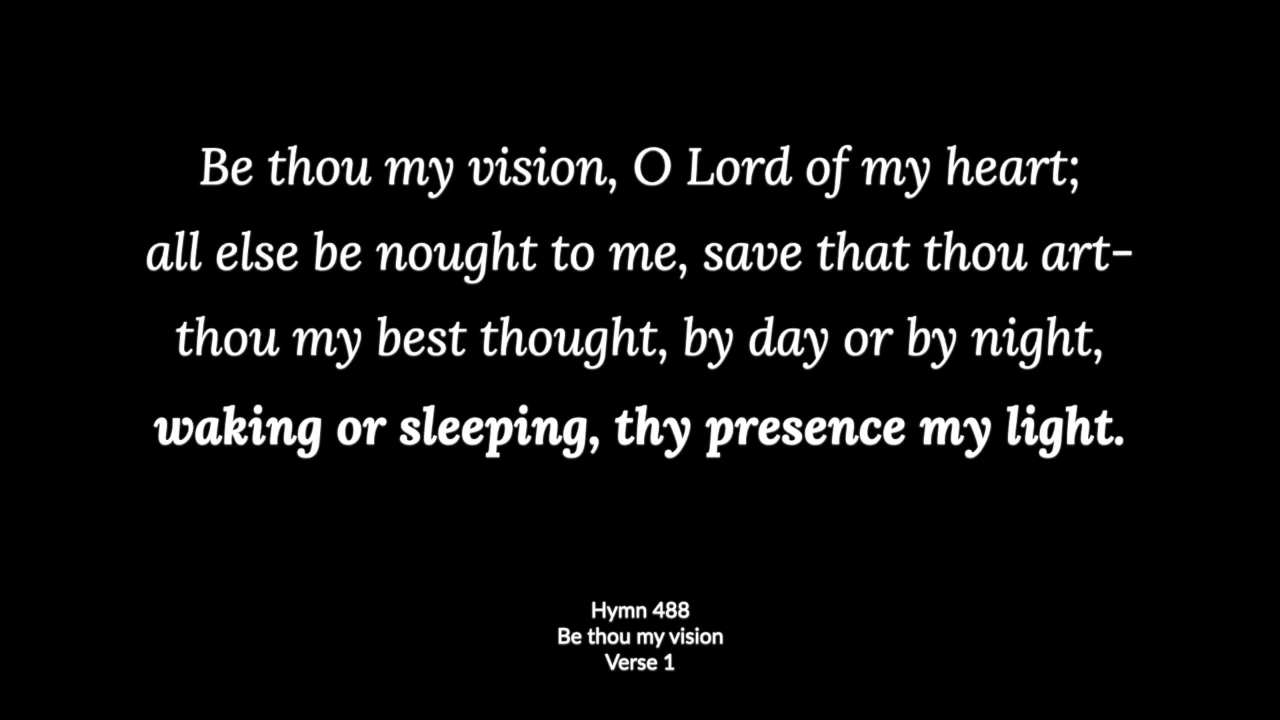 Be thou my vision, O Lord of my heart;
all else be nought to me, save that thou art–
thou my best thought, by day or by night,
waking or sleeping, thy presence my light.
Hymn 488
Be thou my vision
Verse 1